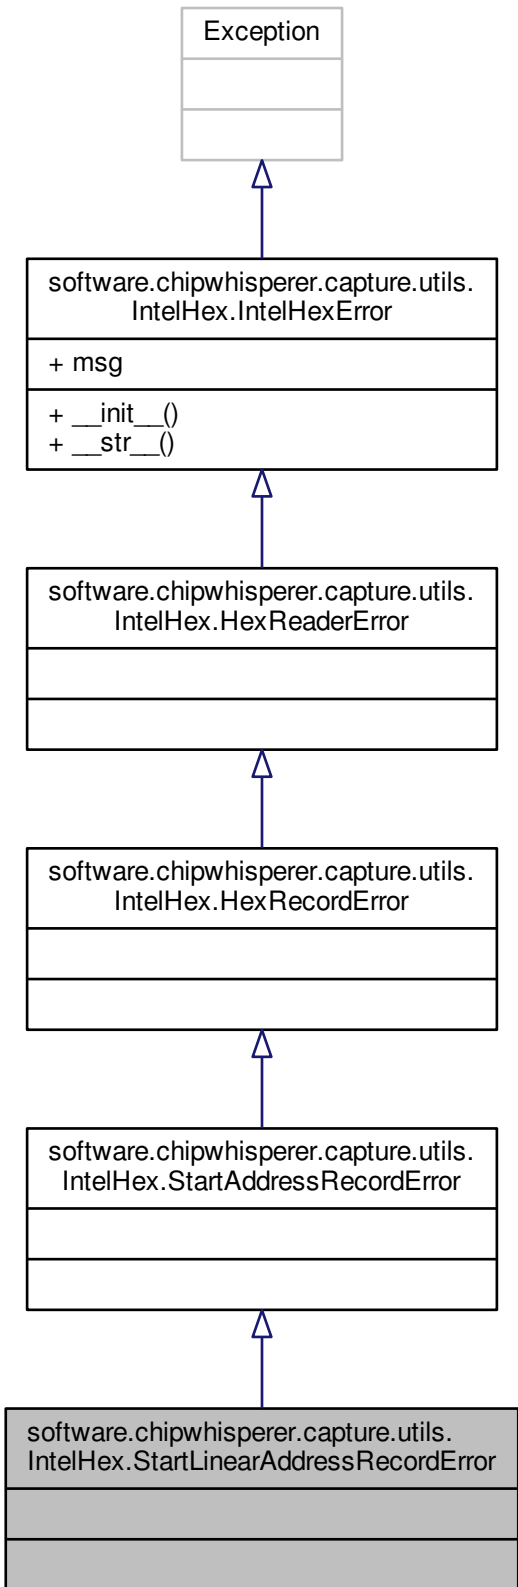 Exception
software.chipwhisperer.capture.utils.
IntelHex.IntelHexError
+ msg
+ __init__()
+ __str__()
software.chipwhisperer.capture.utils.
IntelHex.HexReaderError
software.chipwhisperer.capture.utils.
IntelHex.HexRecordError
software.chipwhisperer.capture.utils.
IntelHex.StartAddressRecordError
software.chipwhisperer.capture.utils.
IntelHex.StartLinearAddressRecordError